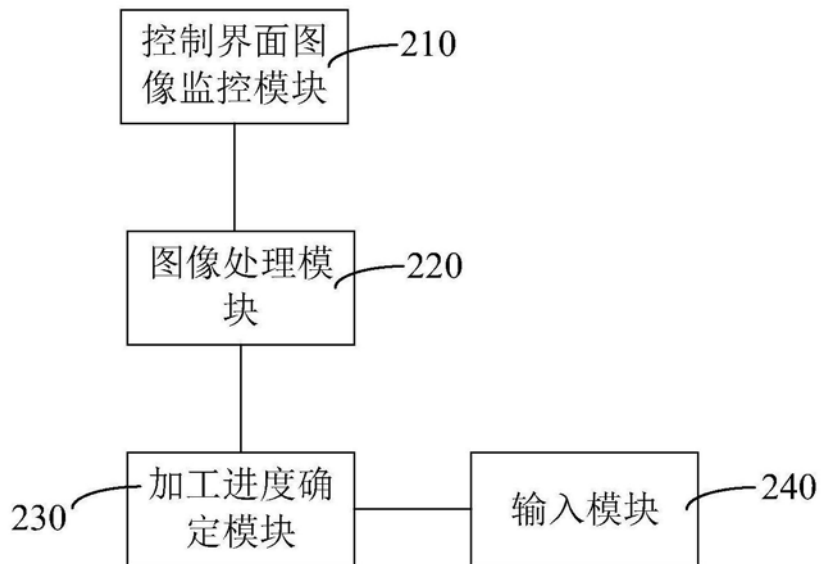 控制界面图
像监控模块
210
图像处理模
块
220
加工进度确
定模块
230
输入模块
240